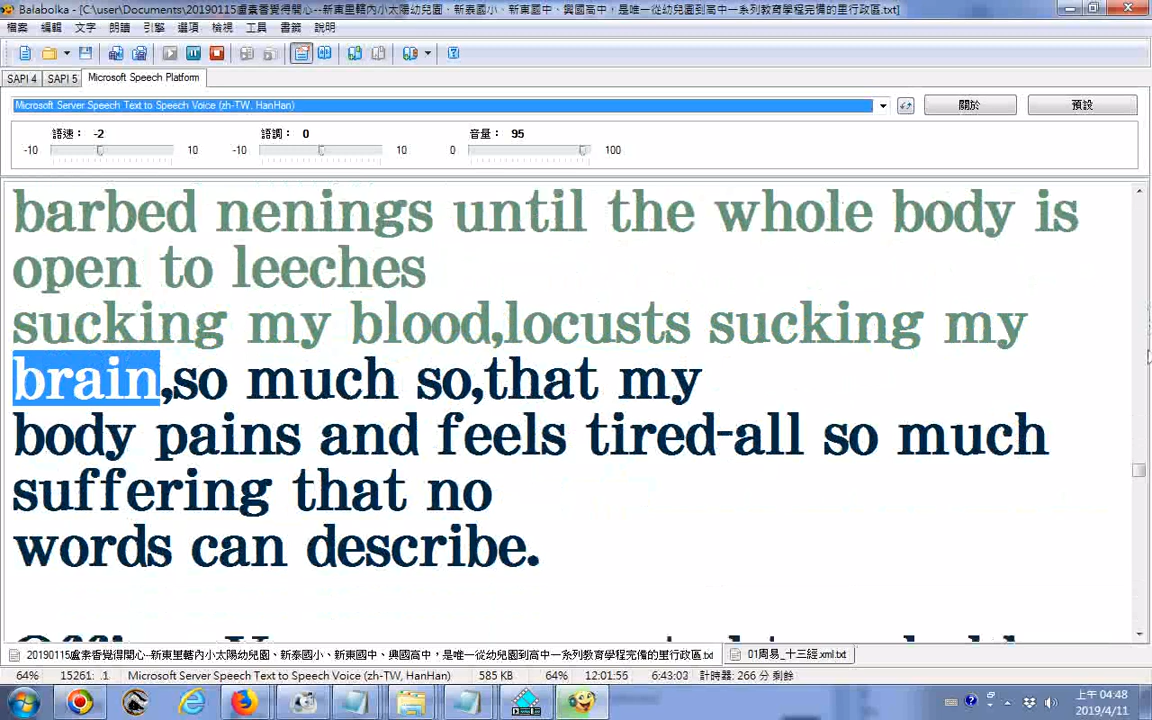 Balabolka - [C:\user\Documents\20190115盧素香覺得開心--新東里轄內小太陽幼兒園、新泰國小、新東國中、興國高中，是唯一從幼兒園到高中一系列教育學程完備的里行政區.txt]
檔案 編輯 文字 朗讀 引擎 選項 檢視 工具 書籤 說明
SAPI 4 SAPI 5 Microsoft Speech Platform
Microsoft Server Speech Text to Speech Voice (zh-TW, HanHan) 關於 預設
語速： -2 語調： 0 音量： 95
-10 10 -10 10 0 100
barbed nenings until the whole body is
open to leeches
sucking my blood,locusts sucking my
brain,so much so,that my
body pains and feels tired-all so much
suffering that no
words can describe.
20190115盧素香覺得開心--新東里轄內小太陽幼兒園、新泰國小、新東國中、興國高中，是唯一從幼兒園到高中一系列教育學程完備的里行政區.txt 01周易_十三經.xml.txt
64% 15261: .1 Microsoft Server Speech Text to Speech Voice (zh-TW, HanHan) 585 KB 64% 12:01:55 6:43:03 計時器: 266 分 剩餘
上午 04:48
2019/4/11